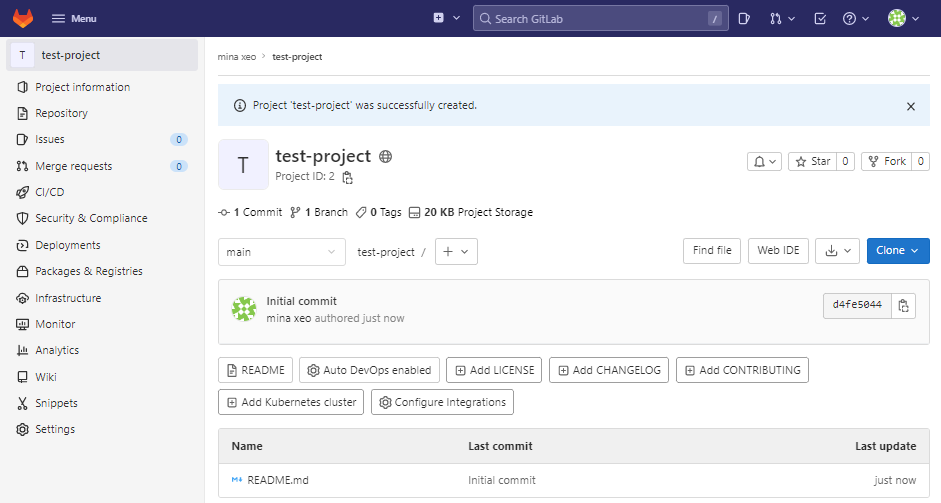 Menu
Search GitLab
/
T
test-project
Project information
Repository
Issues 0
Merge requests 0
CI/CD
Security & Compliance
Deployments
Packages & Registries
Infrastructure
Monitor
Analytics
Wiki
Snippets
Settings
mina xeo > test-project
Project 'test-project' was successfully created.
T
test-project
Project ID: 2
Star 0
Fork 0
1 Commit 1 Branch 0 Tags 20 KB Project Storage
main
test-project /
Find file
Web IDE
Clone
Initial commit
mina xeo authored just now
d4fe5044
README
Auto DevOps enabled
Add LICENSE
Add CHANGELOG
Add CONTRIBUTING
Add Kubernetes cluster
Configure Integrations
Name Last commit Last update
README.md Initial commit just now